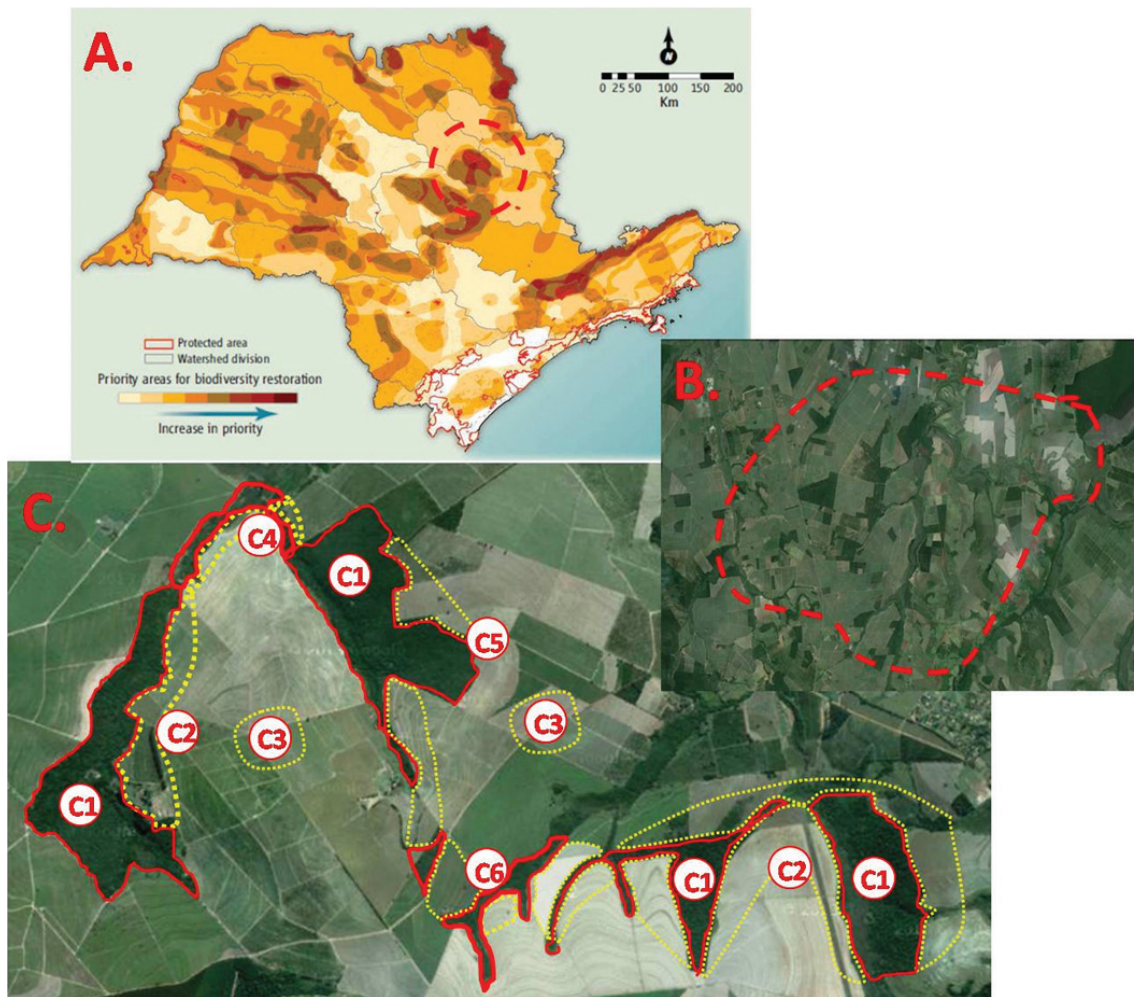 A.
N
0 25 50 100 150 200
Km
Protected area
Watershed division
Priority areas for biodiversity restoration
Increase in priority
B.
C.
C4
C1
C5
C2
C3
C3
C1
C6
C1
C2
C1